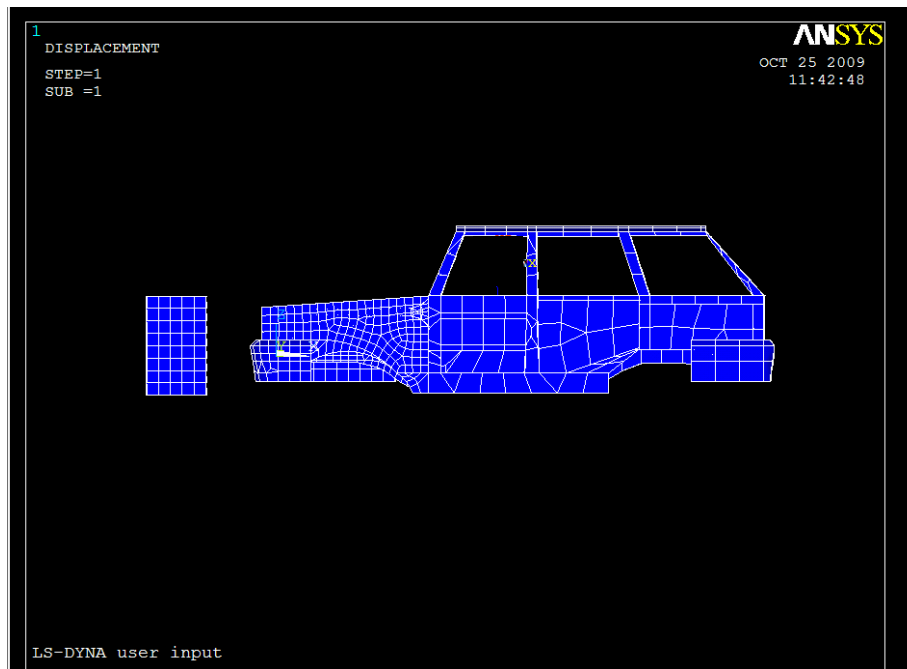 1
DISPLACEMENT
STEP=1
SUB =1
ANSYS
OCT 25 2009
11:42:48
X
X
LS-DYNA user input